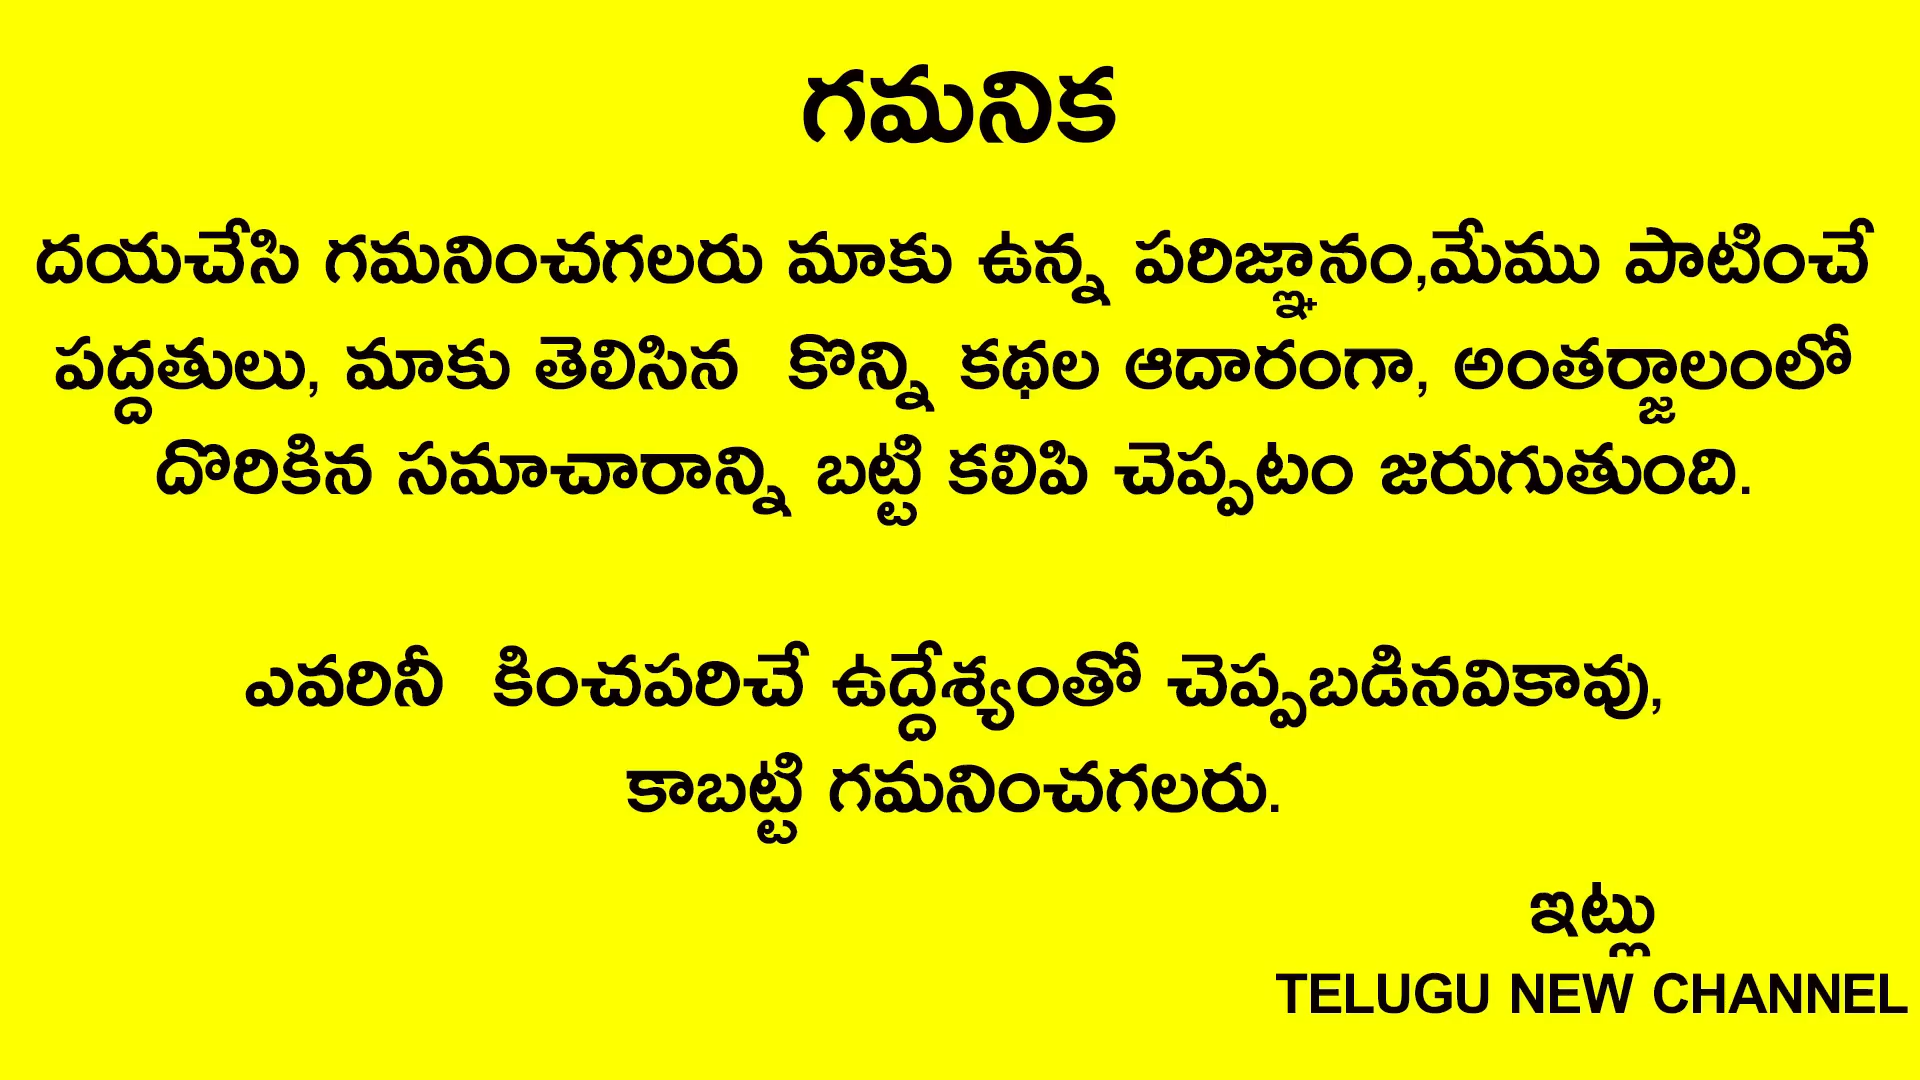 గమనిక
దయచేసి గమనించగలరు మాకు ఉన్న పరిజ్ఞానం,మేము పాటించే
పద్దతులు, మాకు తెలిసిన కొన్ని కథల ఆదారంగా, అంతర్జాలంలో
దొరికిన సమాచారాన్ని బట్టి కలిపి చెప్పటం జరుగుతుంది.
ఎవరినీ కించపరిచే ఉద్దేశ్యంతో చెప్పబడినవికావు,
కాబట్టి గమనించగలరు.
ఇట్లు
TELUGU NEW CHANNEL